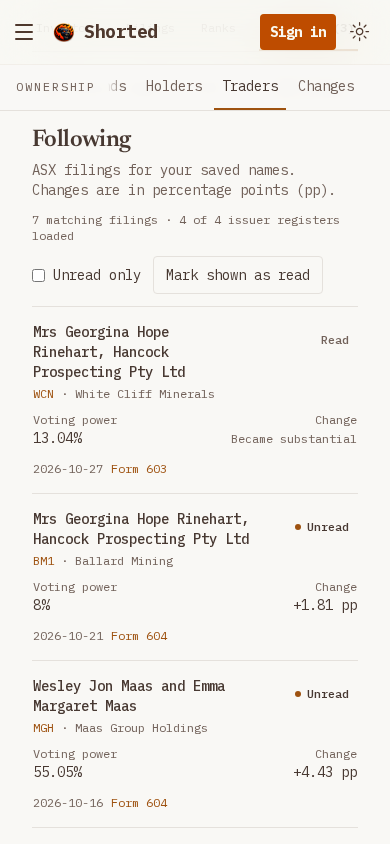 Shorted
Sign in
OWNERSHIP
ds Holders Traders Changes
Following
ASX filings for your saved names.
Changes are in percentage points (pp).
7 matching filings · 4 of 4 issuer registers
loaded
Unread only
Mark shown as read
Mrs Georgina Hope
Rinehart, Hancock
Prospecting Pty Ltd
Read
WCN · White Cliff Minerals
Voting power Change
13.04% Became substantial
2026-10-27 Form 603
Mrs Georgina Hope Rinehart,
Hancock Prospecting Pty Ltd
Unread
BM1 · Ballard Mining
Voting power Change
8% +1.81 pp
2026-10-21 Form 604
Wesley Jon Maas and Emma
Margaret Maas
Unread
MGH · Maas Group Holdings
Voting power Change
55.05% +4.43 pp
2026-10-16 Form 604